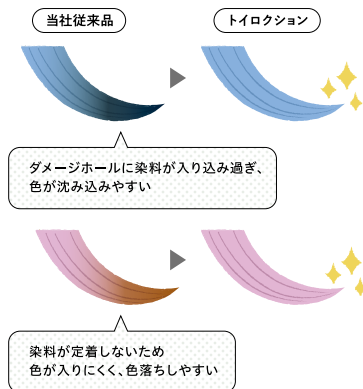 当社従来品
トイロクション
ダメージホールに染料が入り込み過ぎ、
色が沈み込みやすい
染料が定着しないため
色が入りにくく、色落ちしやすい